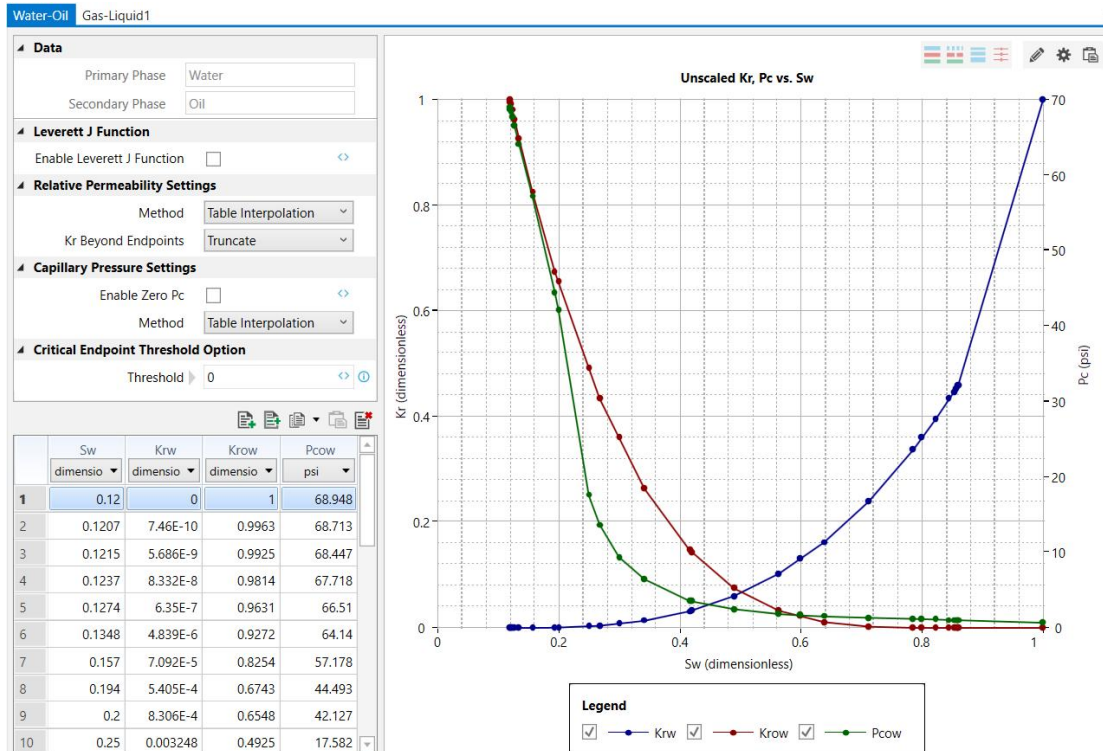 Water-Oil Gas-Liquid1
Data
Primary Phase Water
Secondary Phase Oil
Leverett J Function
Enable Leverett J Function
Relative Permeability Settings
Method Table Interpolation
Kr Beyond Endpoints Truncate
Capillary Pressure Settings
Enable Zero Pc
Method Table Interpolation
Critical Endpoint Threshold Option
Threshold 0
Sw Krw Krow Pcow
dimensio dimensio dimensio psi
1 0.12 0 1 68.948
2 0.1207 7.46E-10 0.9963 68.713
3 0.1215 5.686E-9 0.9925 68.447
4 0.1237 8.332E-8 0.9814 67.718
5 0.1274 6.35E-7 0.9631 66.51
6 0.1348 4.839E-6 0.9272 64.14
7 0.157 7.092E-5 0.8254 57.178
8 0.194 5.405E-4 0.6743 44.493
9 0.2 8.306E-4 0.6548 42.127
10 0.25 0.003248 0.4925 17.582
Unscaled Kr, Pc vs. Sw
Kr (dimensionless)
1
0.8
0.6
0.4
0.2
0
70
60
50
40
30
20
10
0
Pc (psi)
0 0.2 0.4 0.6 0.8 1
Sw (dimensionless)
Legend
Krw Krow Pcow